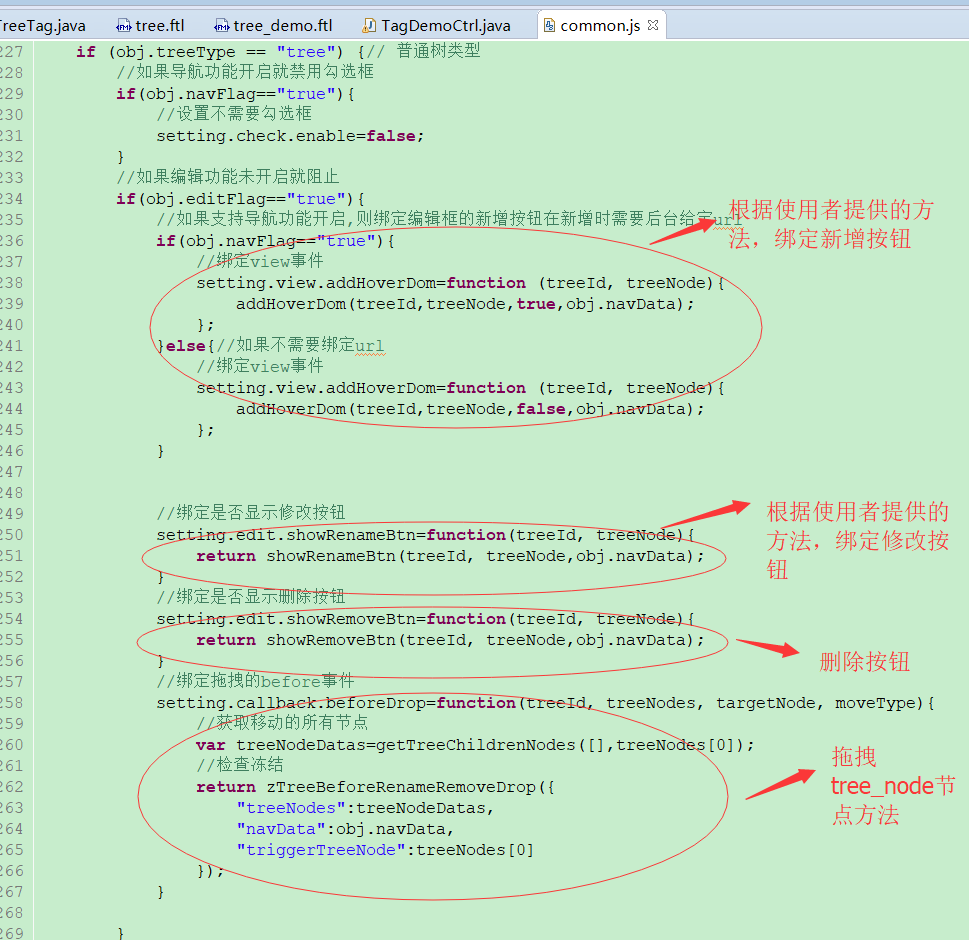 TreeTag.java tree.ftl tree_demo.ftl TagDemoCtrl.java common.js
227 if (obj.treeType == "tree") {// 普通树类型
228 //如果导航功能开启就禁用勾选框
229 if(obj.navFlag=="true"){
230 //设置不需要勾选框
231 setting.check.enable=false;
232 }
233 //如果编辑功能未开启就阻止
234 if(obj.editFlag=="true"){
235 //如果支持导航功能开启,则绑定编辑框的新增按钮在新增时需要后台给定url
236 if(obj.navFlag=="true"){
237 //绑定view事件
238 setting.view.addHoverDom=function (treeId, treeNode){
239 addHoverDom(treeId,treeNode,true,obj.navData);
240 };
241 }else{//如果不需要绑定url
242 //绑定view事件
243 setting.view.addHoverDom=function (treeId, treeNode){
244 addHoverDom(treeId,treeNode,false,obj.navData);
245 };
246 }
247
248
249 //绑定是否显示修改按钮
250 setting.edit.showRenameBtn=function(treeId, treeNode){
251 return showRenameBtn(treeId, treeNode,obj.navData);
252 }
253 //绑定是否显示删除按钮
254 setting.edit.showRemoveBtn=function(treeId, treeNode){
255 return showRemoveBtn(treeId, treeNode,obj.navData);
256 }
257 //绑定拖拽的before事件
258 setting.callback.beforeDrop=function(treeId, treeNodes, targetNode, moveType){
259 //获取移动的所有节点
260 var treeNodeDatas=getTreeChildrenNodes([],treeNodes[0]);
261 //检查冻结
262 return zTreeBeforeRenameRemoveDrop({
263 "treeNodes":treeNodeDatas,
264 "navData":obj.navData,
265 "triggerTreeNode":treeNodes[0]
266 });
267 }
268
269 }
根据使用者提供的方
法，绑定新增按钮
根据使用者提供的
方法，绑定修改按
钮
删除按钮
拖拽
tree_node节
点方法